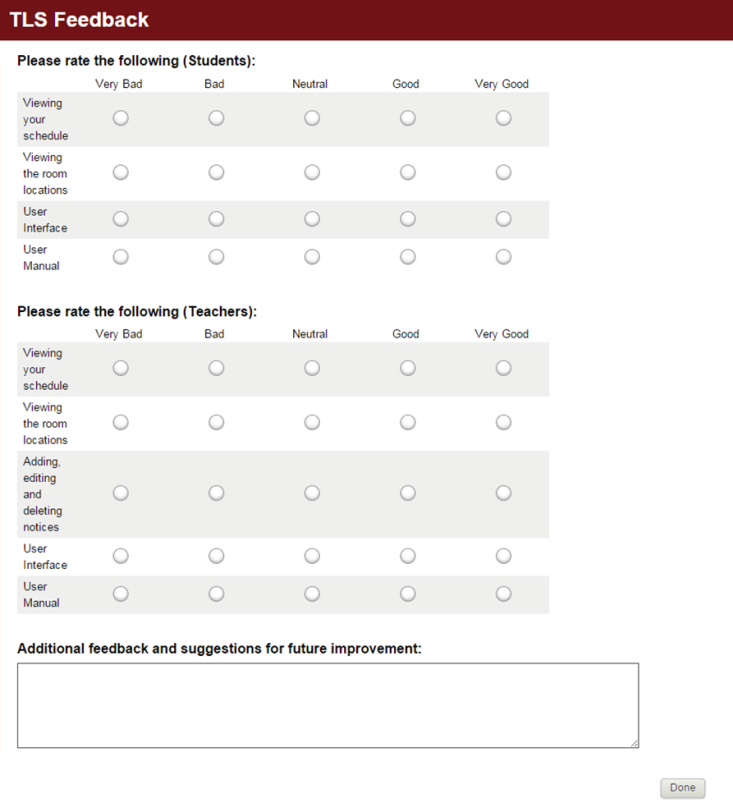 TLS Feedback
Please rate the following (Students):
Very Bad Bad Neutral Good Very Good
Viewing
your
schedule
Viewing
the room
locations
User
Interface
User
Manual
Please rate the following (Teachers):
Very Bad Bad Neutral Good Very Good
Viewing
your
schedule
Viewing
the room
locations
Adding,
editing
and
deleting
notices
User
Interface
User
Manual
Additional feedback and suggestions for future improvement:
Done